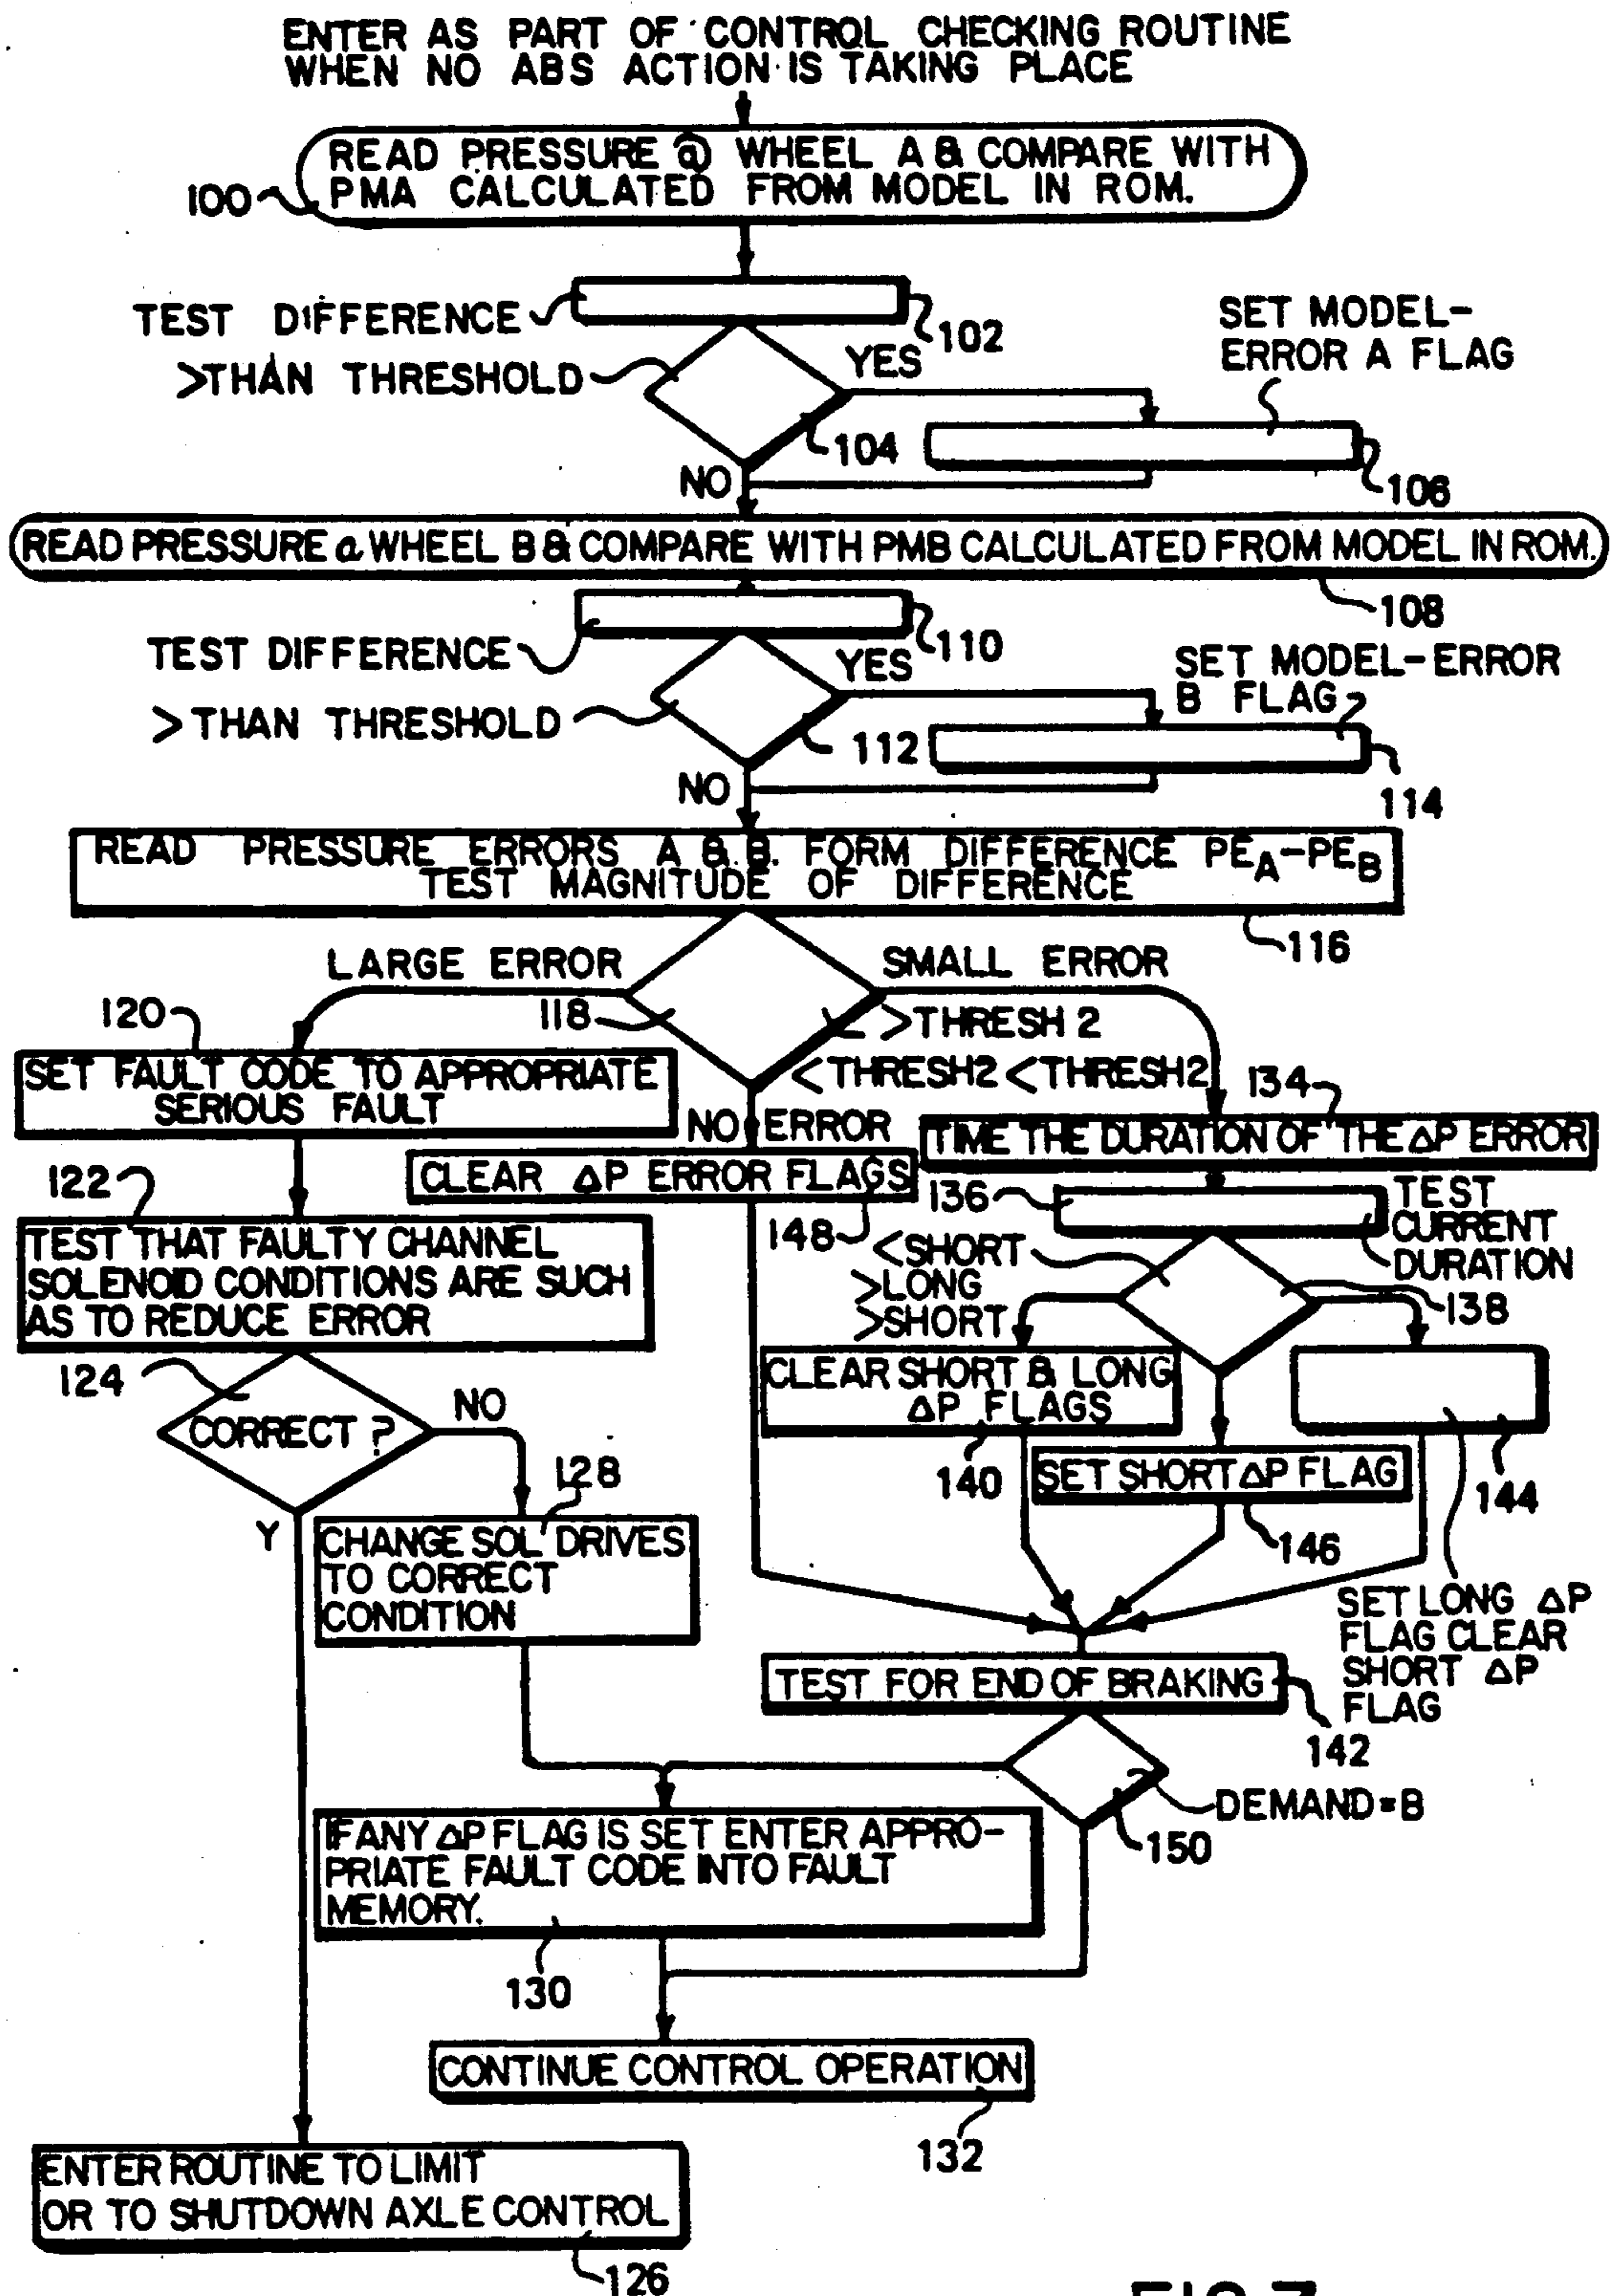 ENTER AS PART OF CONTROL CHECKING ROUTINE
WHEN NO ABS ACTION IS TAKING PLACE
READ PRESSURE @ WHEEL A & COMPARE WITH
PMA CALCULATED FROM MODEL IN ROM.
100
TEST DIFFERENCE
102
>THAN THRESHOLD
YES
SET MODEL-
ERROR A FLAG
104
NO
106
READ PRESSURE a WHEEL B & COMPARE WITH PMB CALCULATED FROM MODEL IN ROM.
108
TEST DIFFERENCE
110
YES
SET MODEL-ERROR
B FLAG
> THAN THRESHOLD
112
NO
114
READ PRESSURE ERRORS A & B. FORM DIFFERENCE PEA-PEB
TEST MAGNITUDE OF DIFFERENCE
116
LARGE ERROR
SMALL ERROR
118
>THRESH 2
<THRESH2 <THRESH2
120
SET FAULT CODE TO APPROPRIATE
SERIOUS FAULT
NO ERROR
134
TIME THE DURATION OF THE ΔP ERROR
CLEAR ΔP ERROR FLAGS
148
136
TEST
CURRENT
DURATION
122
TEST THAT FAULTY CHANNEL
SOLENOID CONDITIONS ARE SUCH
AS TO REDUCE ERROR
<SHORT
>LONG
>SHORT
138
CLEAR SHORT & LONG
ΔP FLAGS
140
124
CORRECT ?
NO
Y
SET SHORT ΔP FLAG
146
144
128
CHANGE SOL' DRIVES
TO CORRECT
CONDITION
SET LONG ΔP
FLAG CLEAR
SHORT ΔP
FLAG
TEST FOR END OF BRAKING
142
DEMAND=B
150
IF ANY ΔP FLAG IS SET ENTER APPRO-
PRIATE FAULT CODE INTO FAULT
MEMORY.
130
CONTINUE CONTROL OPERATION
132
ENTER ROUTINE TO LIMIT
OR TO SHUTDOWN AXLE CONTROL
126